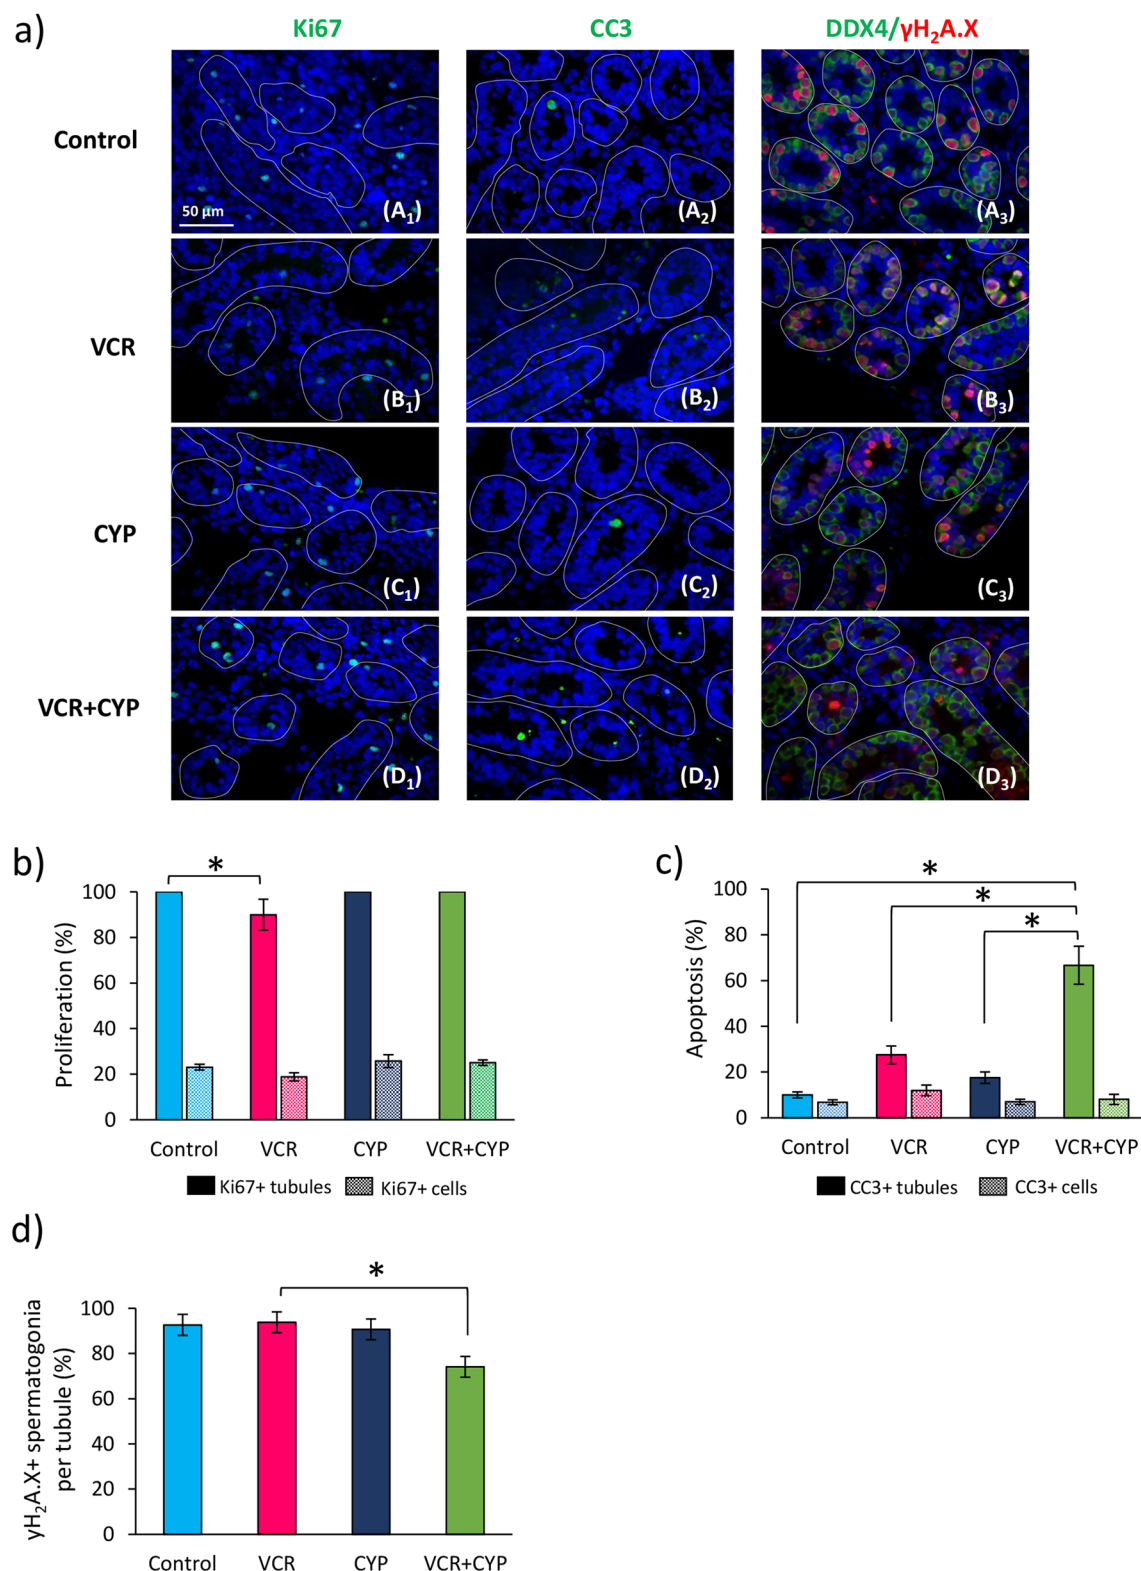 a)
Ki67
CC3
DDX4/γH₂A.X
Control
50 µm
(A₁)
(A₂)
(A₃)
VCR
(B₁)
(B₂)
(B₃)
CYP
(C₁)
(C₂)
(C₃)
VCR+CYP
(D₁)
(D₂)
(D₃)
b)
*
Proliferation (%)
100
80
60
40
20
0
Control
VCR
CYP
VCR+CYP
Ki67+ tubules
Ki67+ cells
c)
*
*
*
Apoptosis (%)
100
80
60
40
20
0
Control
VCR
CYP
VCR+CYP
CC3+ tubules
CC3+ cells
d)
*
γH₂A.X+ spermatogonia
per tubule (%)
100
80
60
40
20
0
Control
VCR
CYP
VCR+CYP